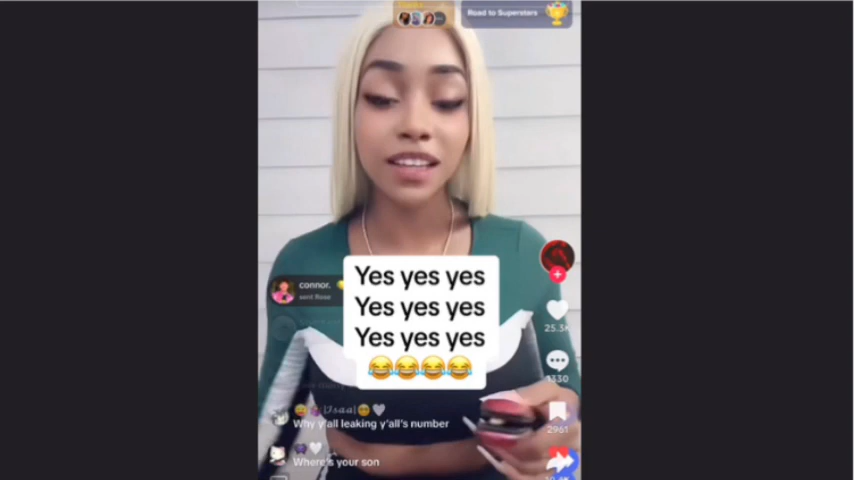 Road to Superstars
Yes yes yes
Yes yes yes
Yes yes yes
😂😂😂😂
connor.
sent Rose
25.3K
1330
Why y'all leaking y'all's number
2961
Where's your son